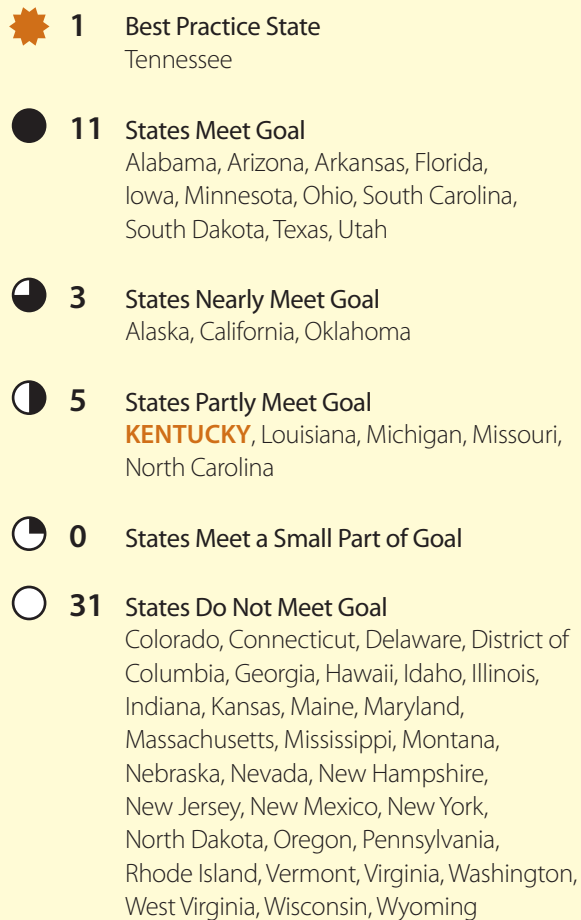 1 Best Practice State
Tennessee
11 States Meet Goal
Alabama, Arizona, Arkansas, Florida,
Iowa, Minnesota, Ohio, South Carolina,
South Dakota, Texas, Utah
3 States Nearly Meet Goal
Alaska, California, Oklahoma
5 States Partly Meet Goal
KENTUCKY, Louisiana, Michigan, Missouri,
North Carolina
0 States Meet a Small Part of Goal
31 States Do Not Meet Goal
Colorado, Connecticut, Delaware, District of
Columbia, Georgia, Hawaii, Idaho, Illinois,
Indiana, Kansas, Maine, Maryland,
Massachusetts, Mississippi, Montana,
Nebraska, Nevada, New Hampshire,
New Jersey, New Mexico, New York,
North Dakota, Oregon, Pennsylvania,
Rhode Island, Vermont, Virginia, Washington,
West Virginia, Wisconsin, Wyoming